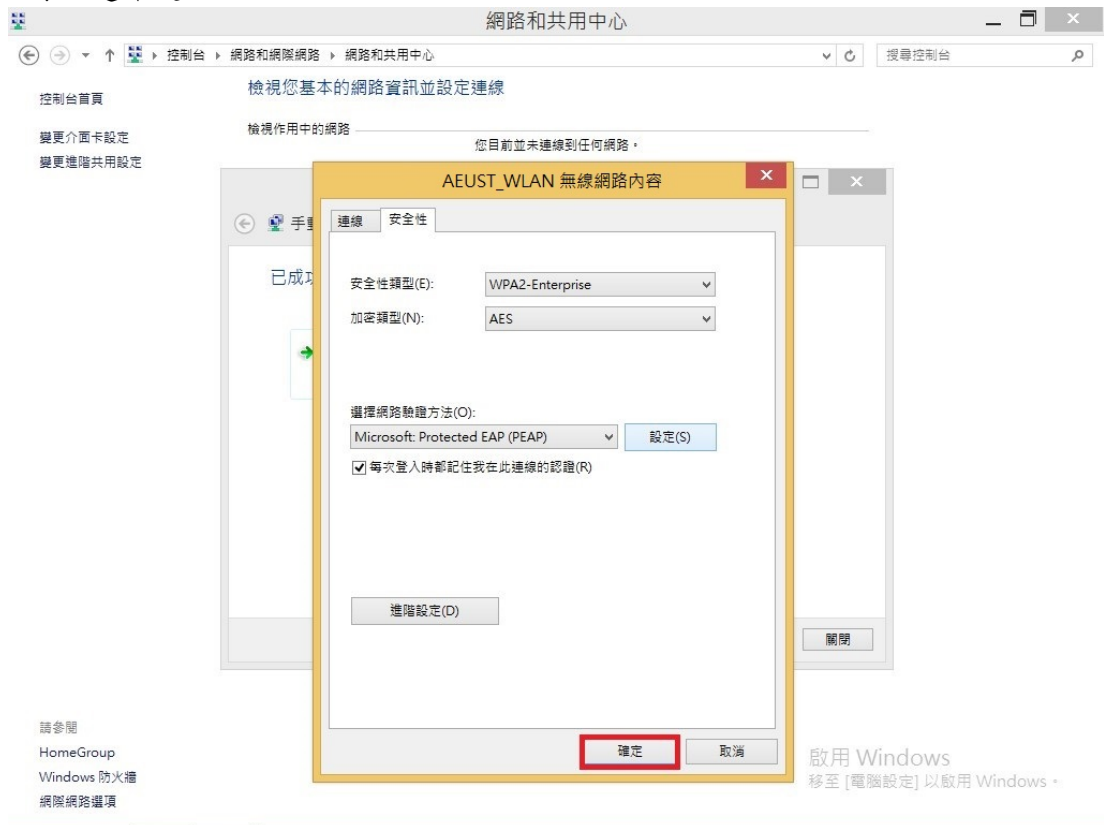 網路和共用中心
控制台 ▸ 網路和網際網路 ▸ 網路和共用中心
搜尋控制台
控制台首頁
變更介面卡設定
變更進階共用設定
檢視您基本的網路資訊並設定連線
檢視作用中的網路
您目前並未連線到任何網路。
手動
已成功
AEUST_WLAN 無線網路內容
連線
安全性
安全性類型(E):
WPA2-Enterprise
加密類型(N):
AES
選擇網路驗證方法(O):
Microsoft: Protected EAP (PEAP)
設定(S)
每次登入時都記住我在此連線的認證(R)
進階設定(D)
關閉
確定
取消
請參閱
HomeGroup
Windows 防火牆
網際網路選項
啟用 Windows
移至 [電腦設定] 以啟用 Windows。